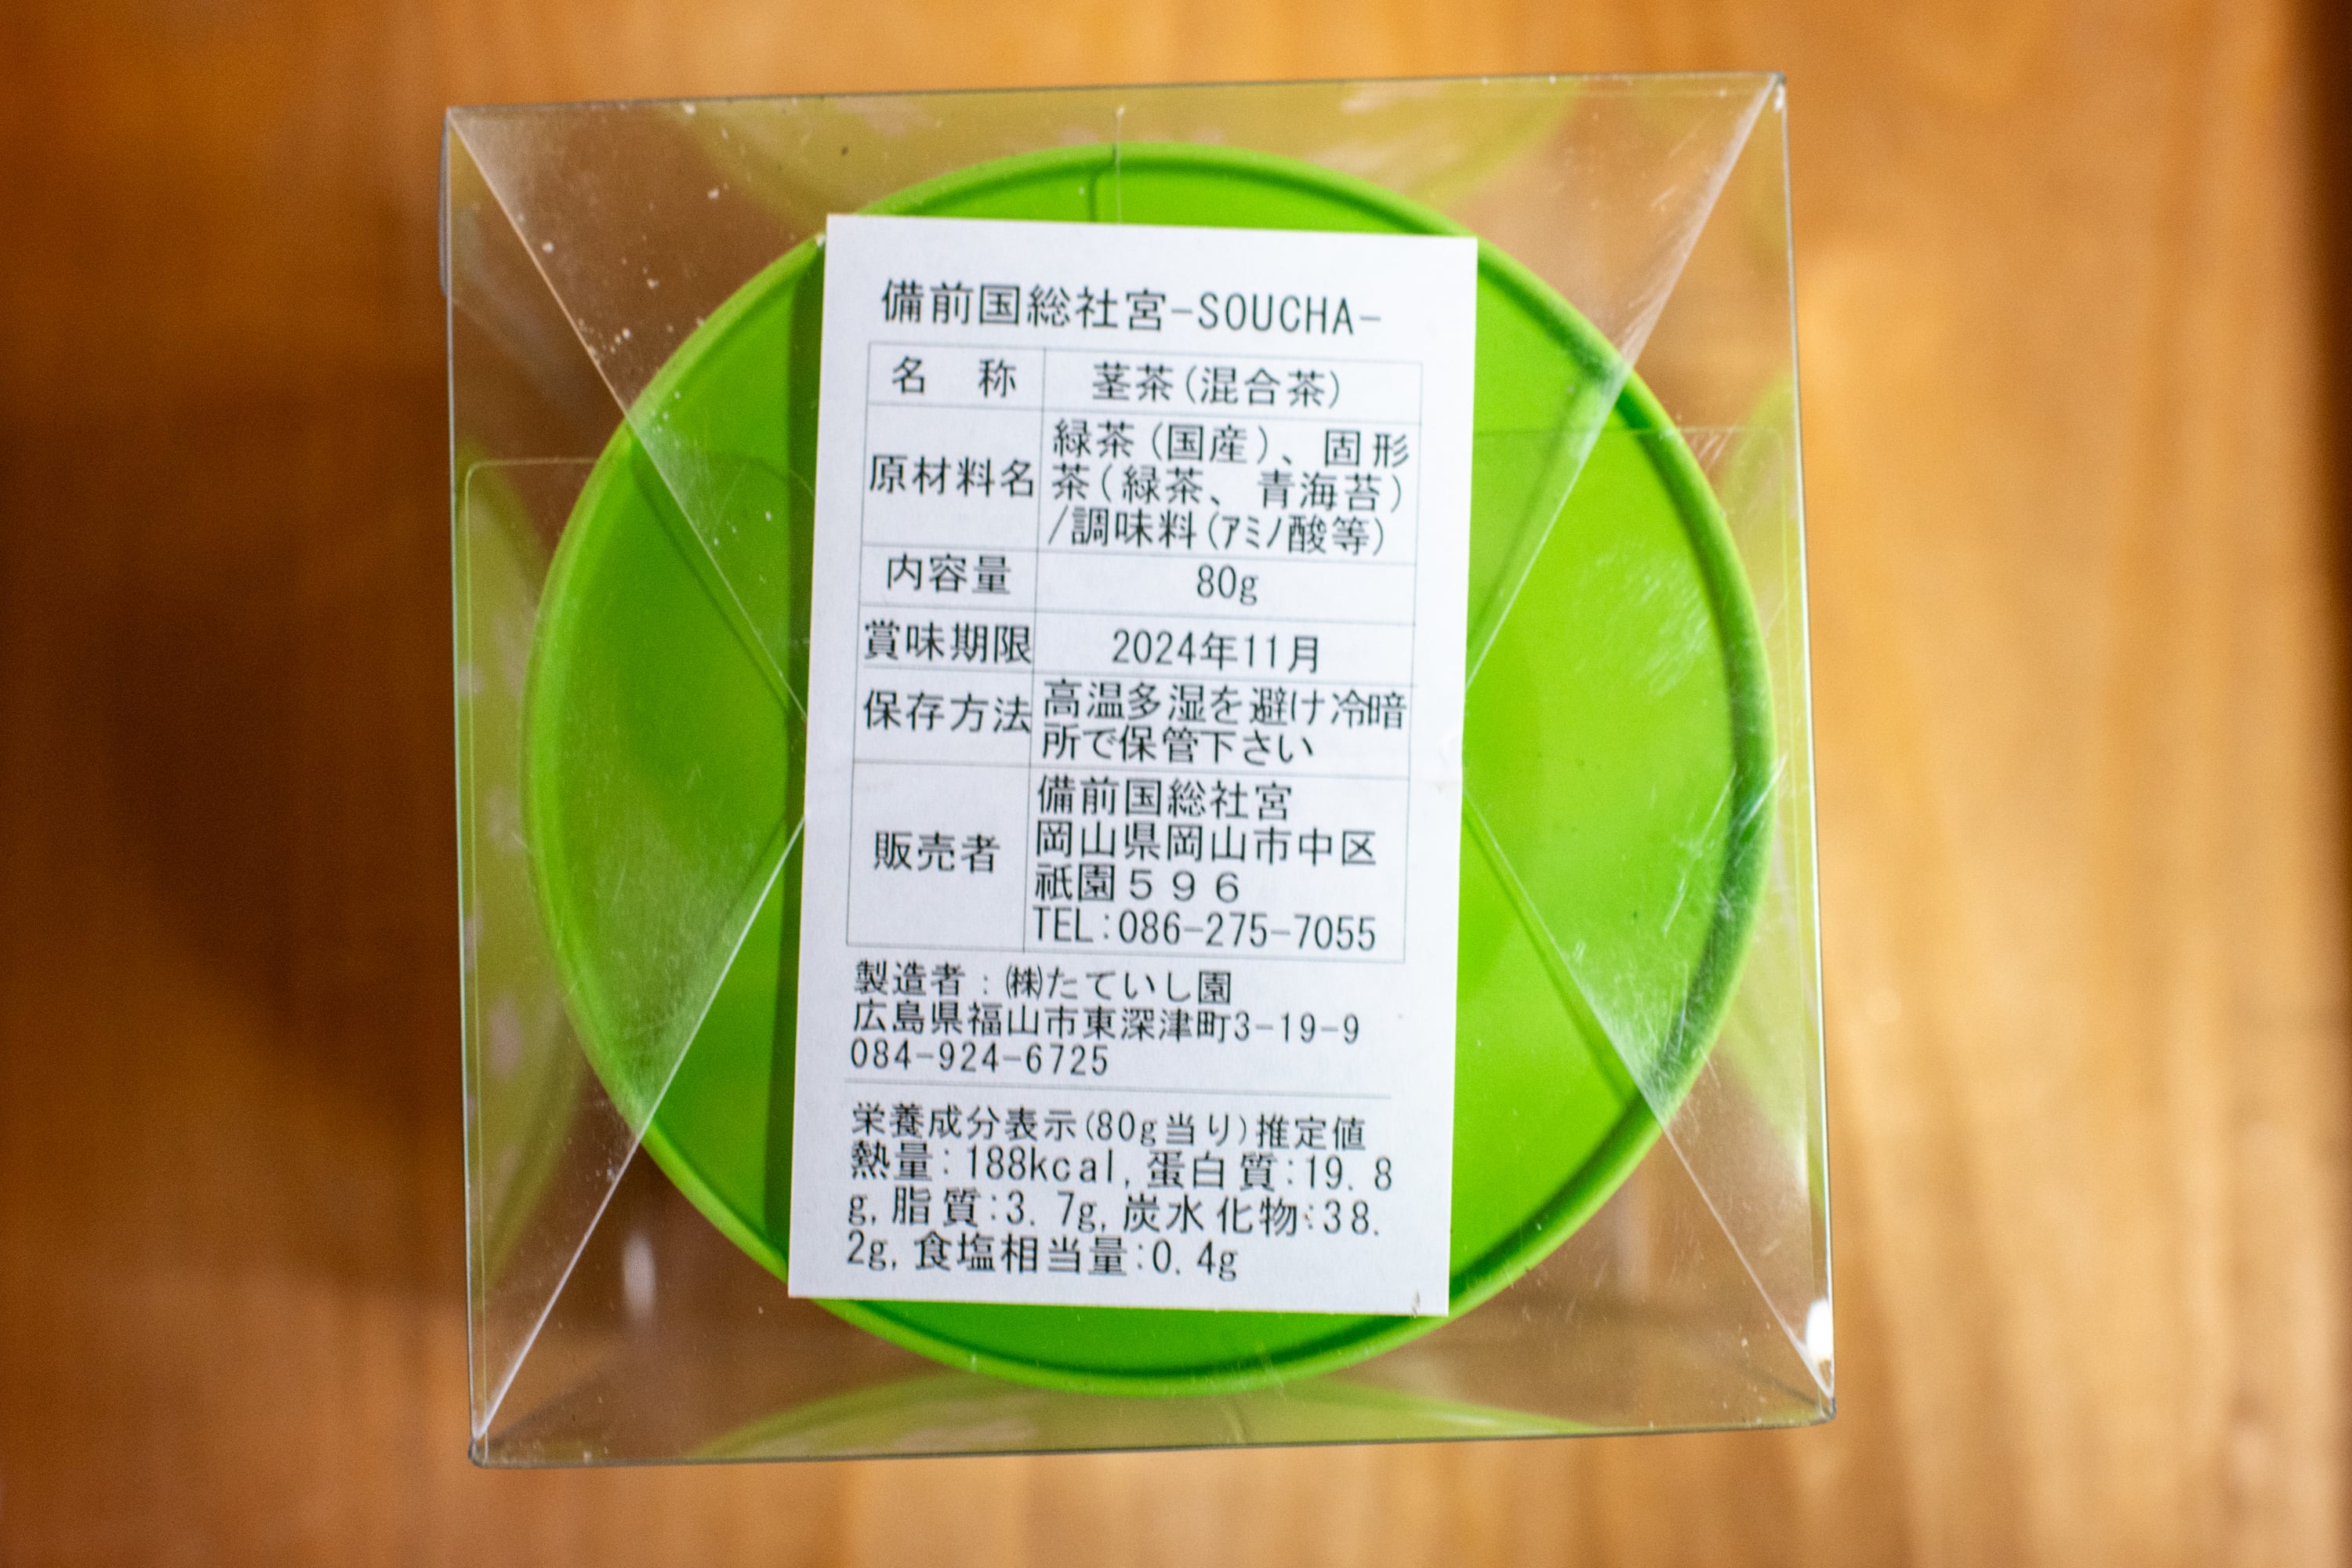 備前国総社宮-SOUCHA-
名　称 茎茶(混合茶)
原材料名 緑茶(国産)、固形
茶(緑茶、青海苔)
/調味料(ｱﾐﾉ酸等)
内容量 80g
賞味期限 2024年11月
保存方法 高温多湿を避け冷暗
所で保管下さい
販売者 備前国総社宮
岡山県岡山市中区
祇園５９６
TEL:086-275-7055
製造者：㈱たていし園
広島県福山市東深津町3-19-9
084-924-6725
栄養成分表示(80g当り)推定値
熱量:188kcal,蛋白質:19.8
g,脂質:3.7g,炭水化物:38.
2g,食塩相当量:0.4g